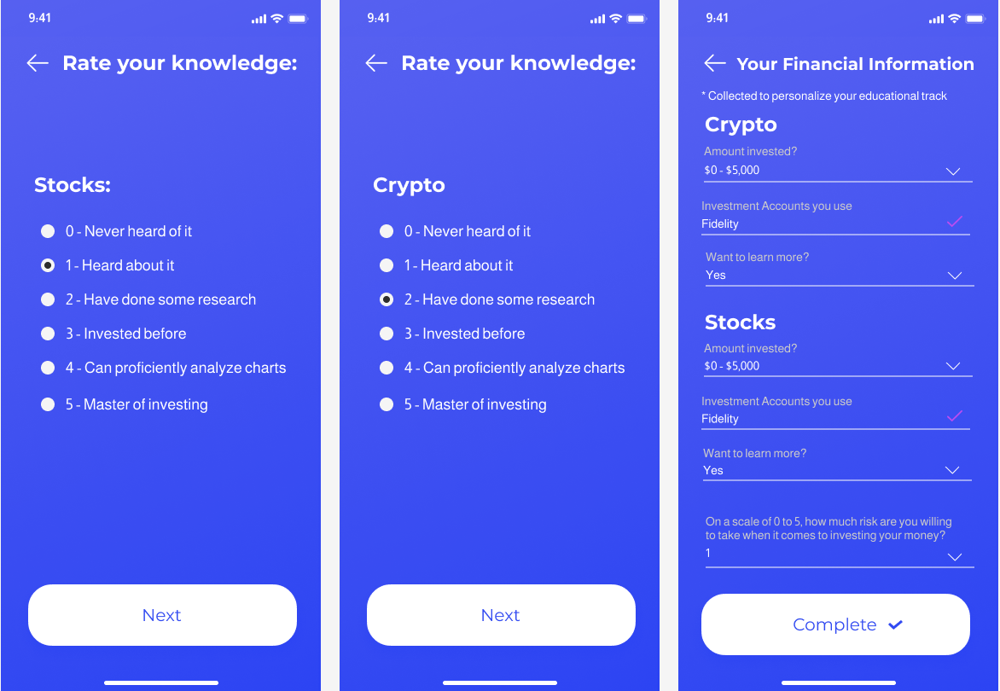 9:41
Rate your knowledge:
Stocks:
0 - Never heard of it
1 - Heard about it
2 - Have done some research
3 - Invested before
4 - Can proficiently analyze charts
5 - Master of investing
Next
9:41
Rate your knowledge:
Crypto
0 - Never heard of it
1 - Heard about it
2 - Have done some research
3 - Invested before
4 - Can proficiently analyze charts
5 - Master of investing
Next
9:41
Your Financial Information
* Collected to personalize your educational track
Crypto
Amount invested?
$0 - $5,000
Investment Accounts you use
Fidelity
Want to learn more?
Yes
Stocks
Amount invested?
$0 - $5,000
Investment Accounts you use
Fidelity
Want to learn more?
Yes
On a scale of 0 to 5, how much risk are you willing
to take when it comes to investing your money?
1
Complete